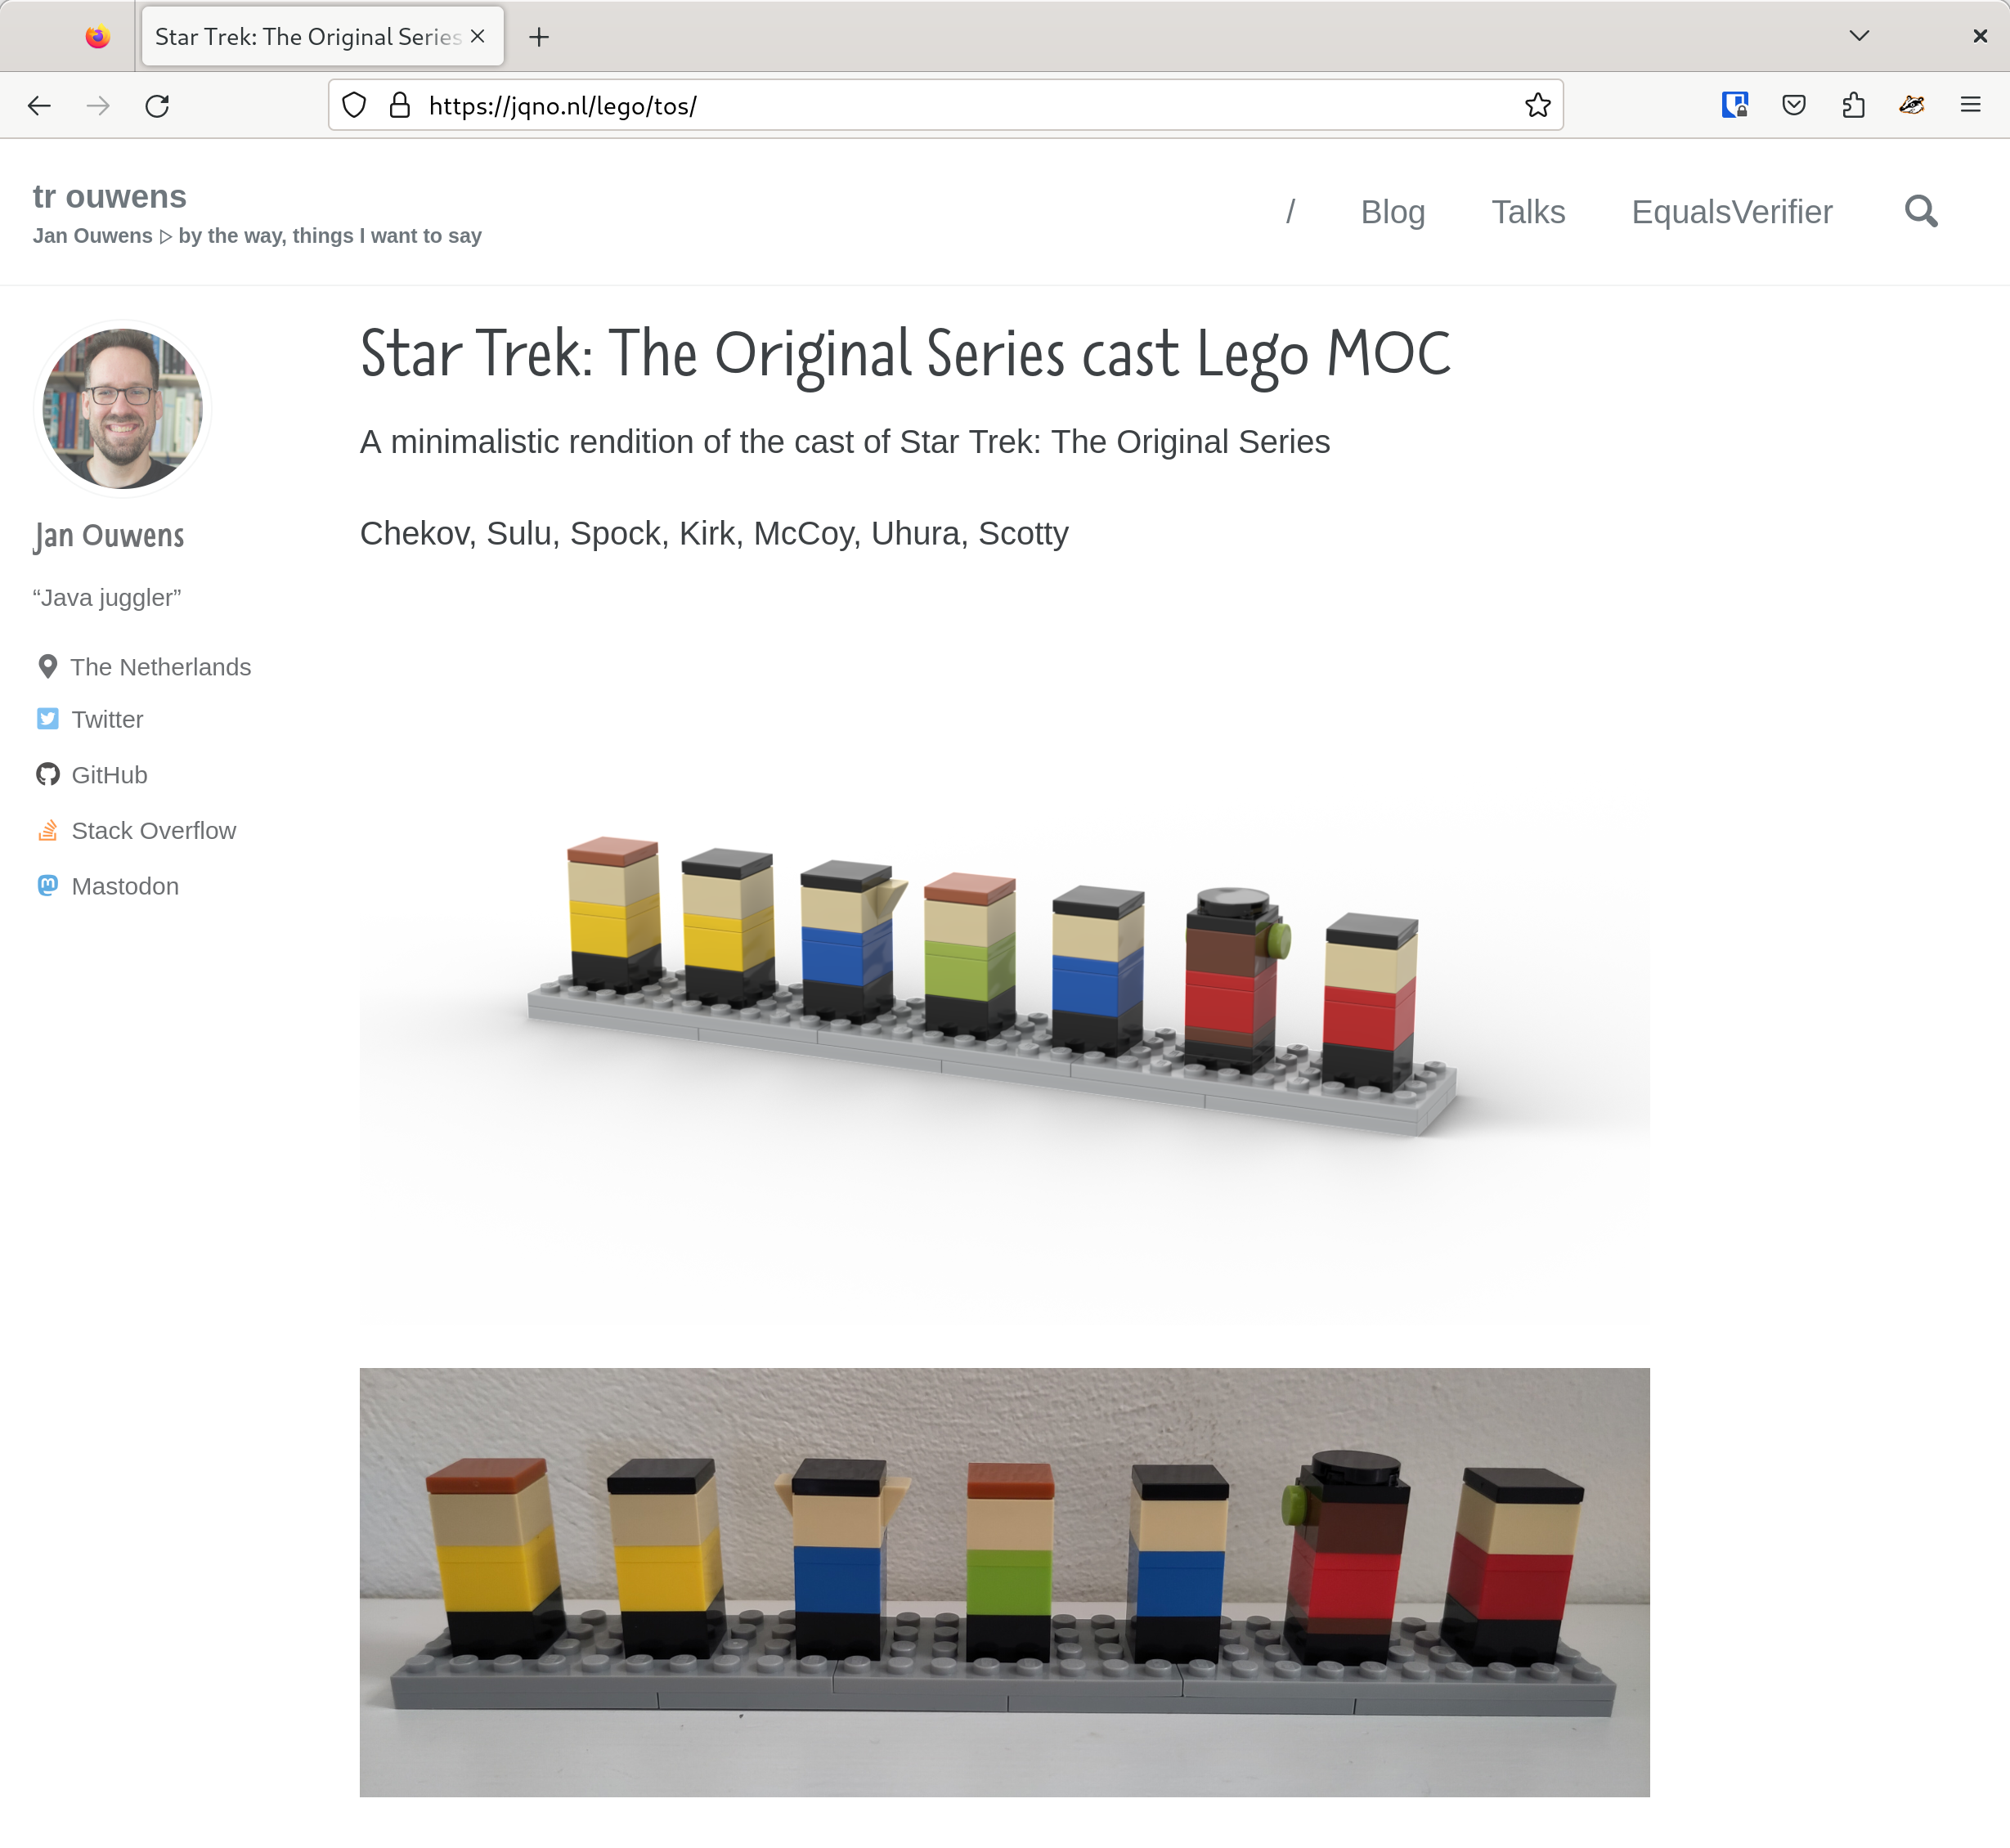 Star Trek: The Original Series
https://jqno.nl/lego/tos/
tr ouwens
Jan Ouwens ▷ by the way, things I want to say
/ Blog Talks EqualsVerifier
Jan Ouwens
“Java juggler”
The Netherlands
Twitter
GitHub
Stack Overflow
Mastodon
Star Trek: The Original Series cast Lego MOC
A minimalistic rendition of the cast of Star Trek: The Original Series
Chekov, Sulu, Spock, Kirk, McCoy, Uhura, Scotty